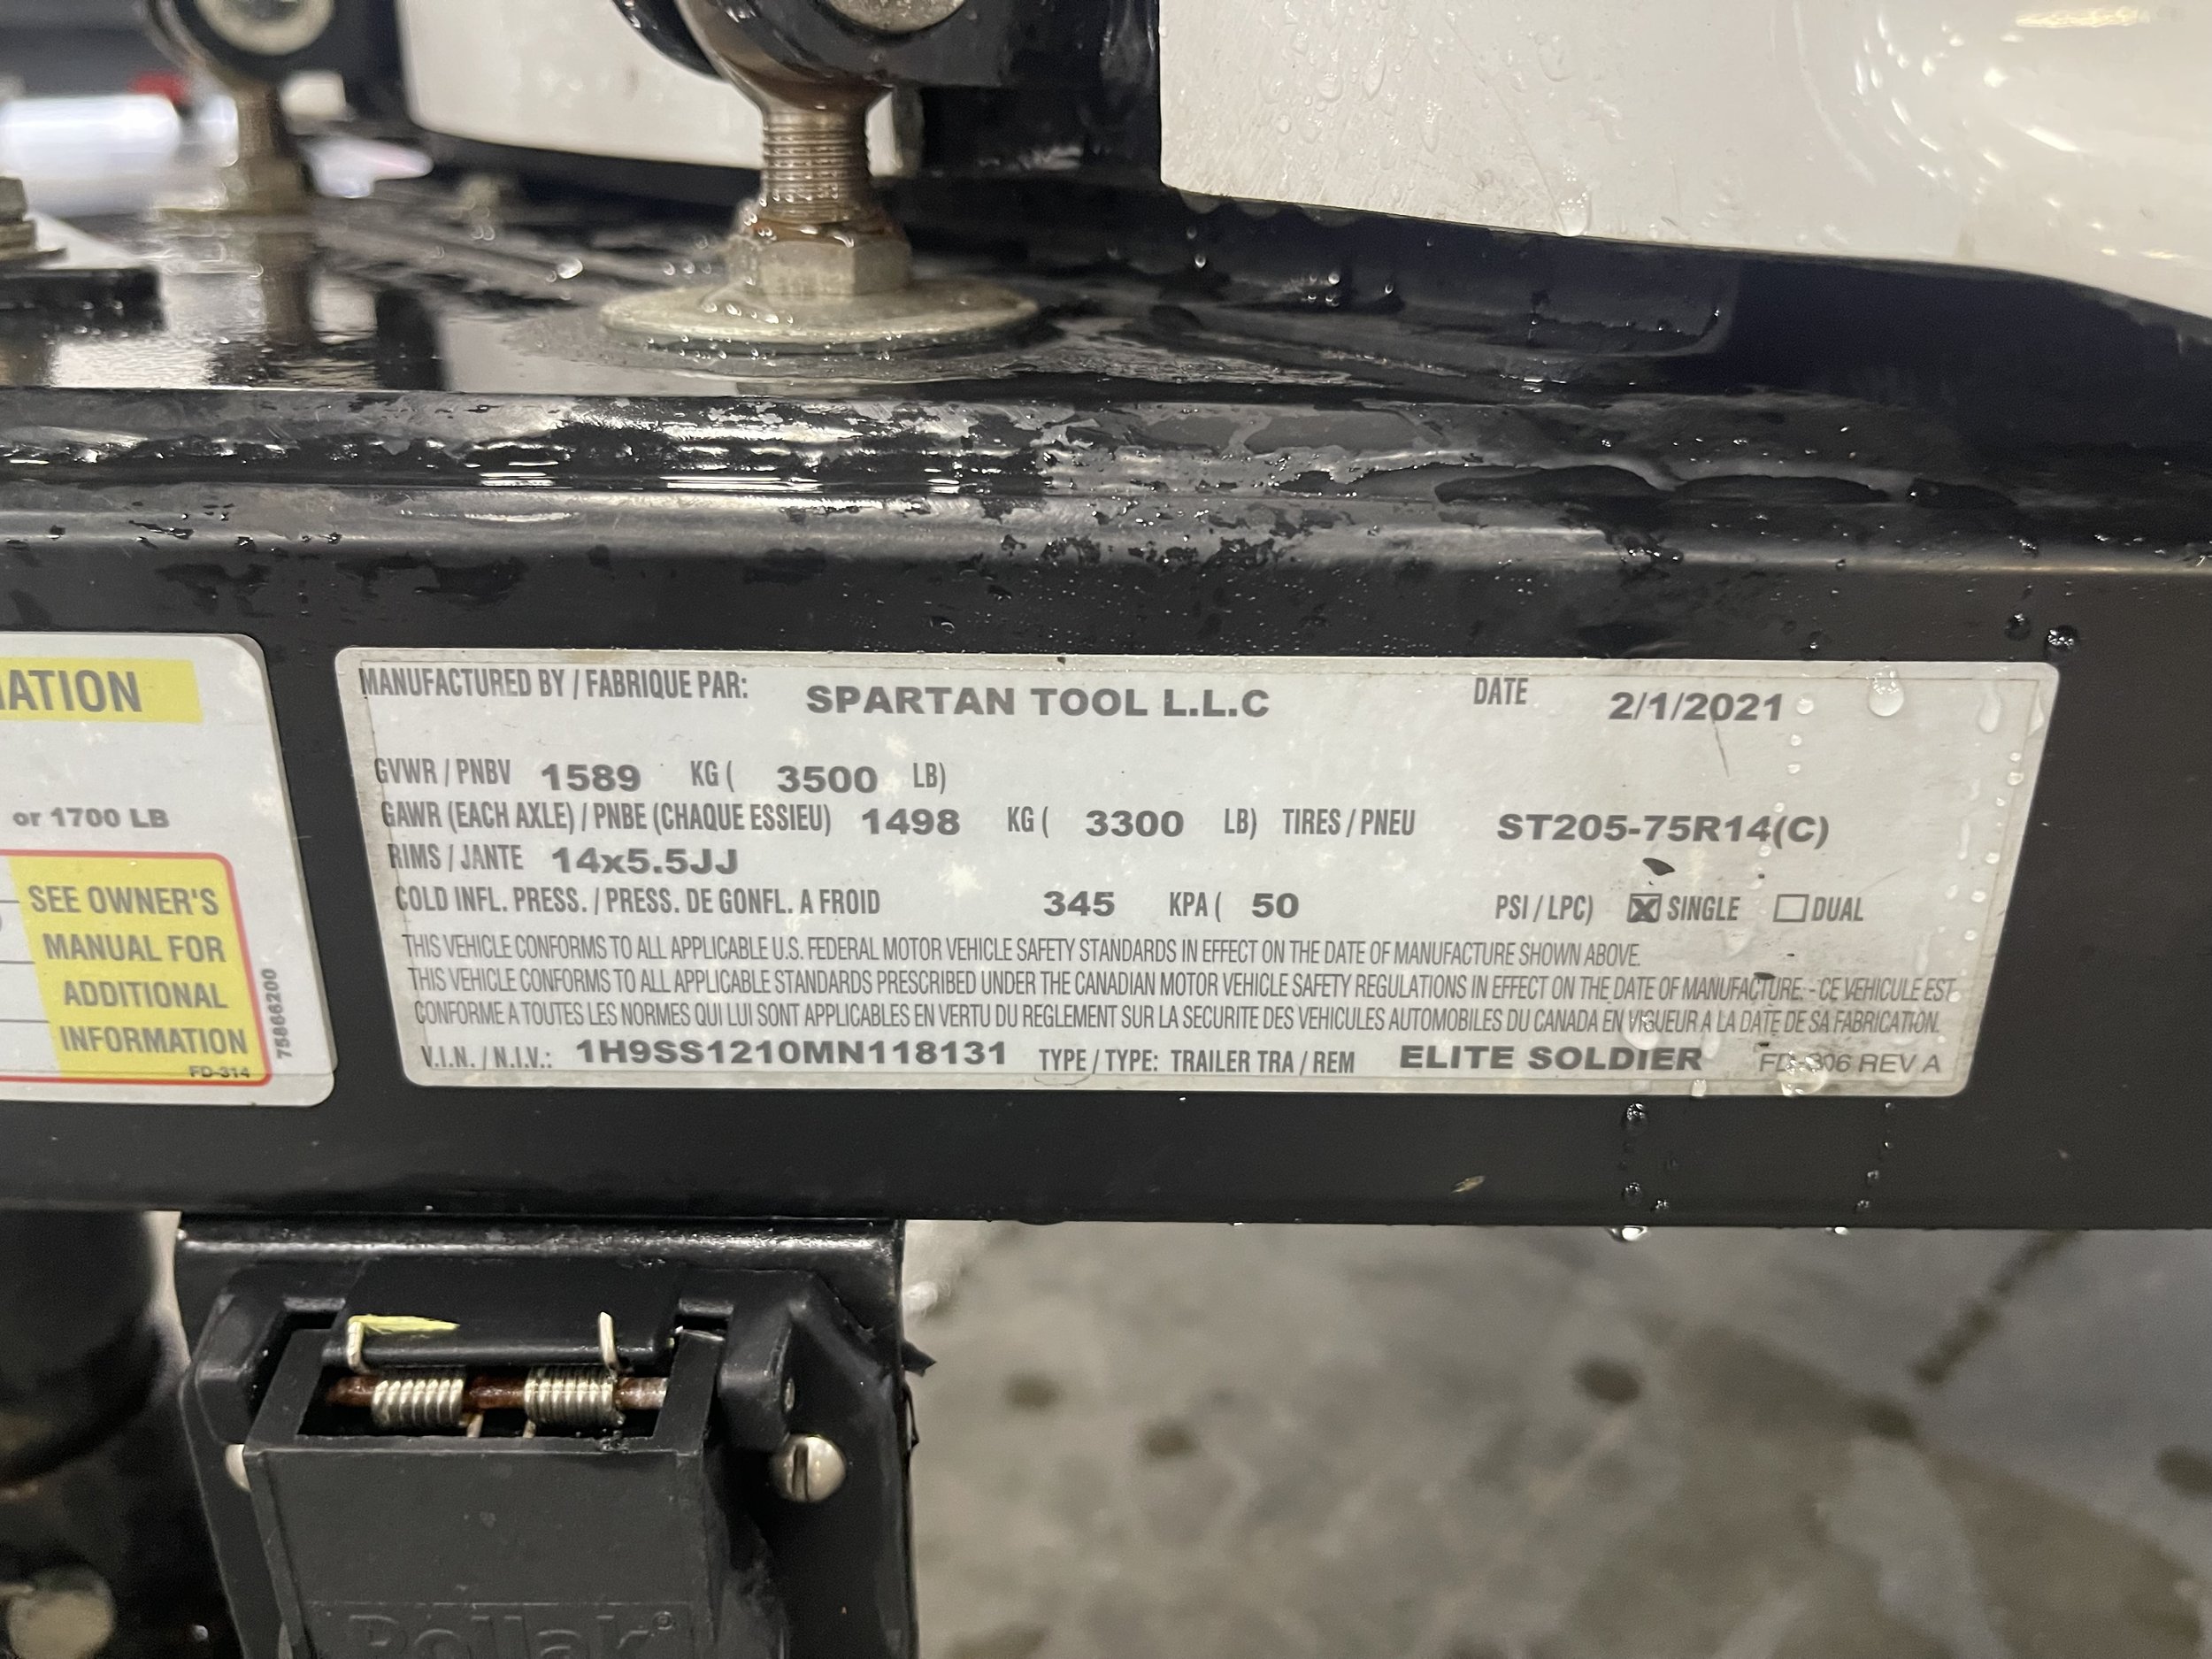 MATION
or 1700 LB
SEE OWNER'S
MANUAL FOR
ADDITIONAL
INFORMATION
FD-314
75866200
MANUFACTURED BY / FABRIQUE PAR: SPARTAN TOOL L.L.C DATE 2/1/2021
GVWR / PNBV 1589 KG ( 3500 LB)
GAWR (EACH AXLE) / PNBE (CHAQUE ESSIEU) 1498 KG ( 3300 LB) TIRES / PNEU ST205-75R14(C)
RIMS / JANTE 14x5.5JJ
COLD INFL. PRESS. / PRESS. DE GONFL. A FROID 345 KPA ( 50 PSI / LPC) SINGLE DUAL
THIS VEHICLE CONFORMS TO ALL APPLICABLE U.S. FEDERAL MOTOR VEHICLE SAFETY STANDARDS IN EFFECT ON THE DATE OF MANUFACTURE SHOWN ABOVE.
THIS VEHICLE CONFORMS TO ALL APPLICABLE STANDARDS PRESCRIBED UNDER THE CANADIAN MOTOR VEHICLE SAFETY REGULATIONS IN EFFECT ON THE DATE OF MANUFACTURE. - CE VEHICULE EST
CONFORME A TOUTES LES NORMES QUI LUI SONT APPLICABLES EN VERTU DU REGLEMENT SUR LA SECURITE DES VEHICULES AUTOMOBILES DU CANADA EN VIGUEUR A LA DATE DE SA FABRICATION.
V.I.N. / N.I.V.: 1H9SS1210MN118131 TYPE / TYPE: TRAILER TRA / REM ELITE SOLDIER REV A
Pollak®